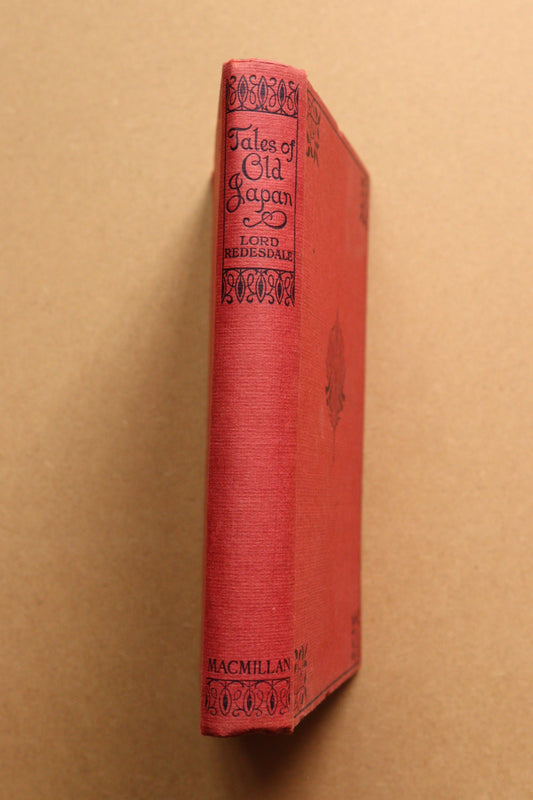 Tales of
Old
Japan
LORD
REDESDALE
MACMILLAN